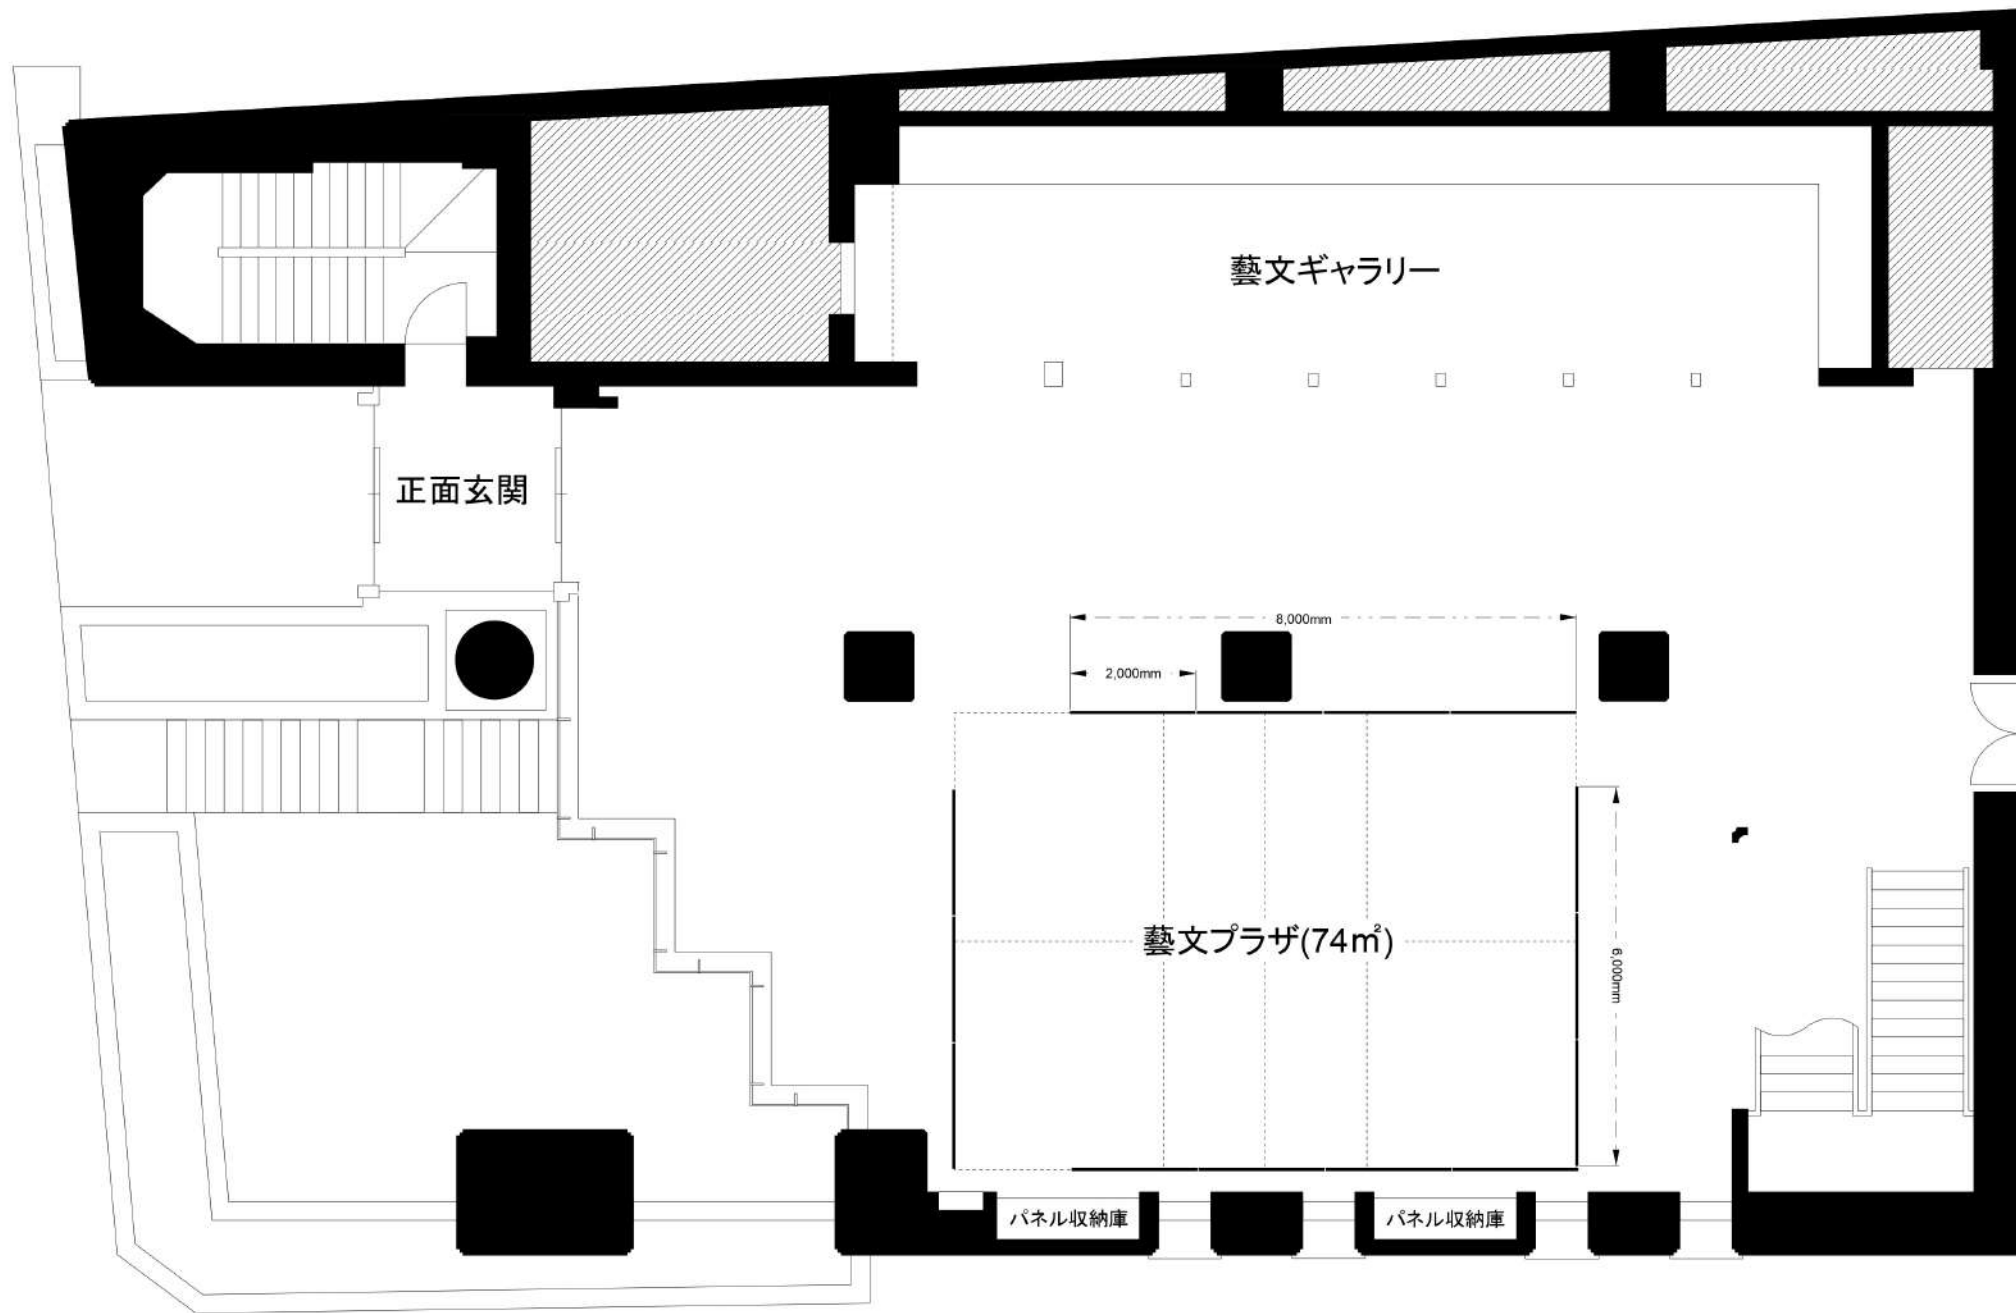 藝文ギャラリー
正面玄関
8,000mm
2,000mm
藝文プラザ(74㎡)
6,000mm
パネル収納庫
パネル収納庫